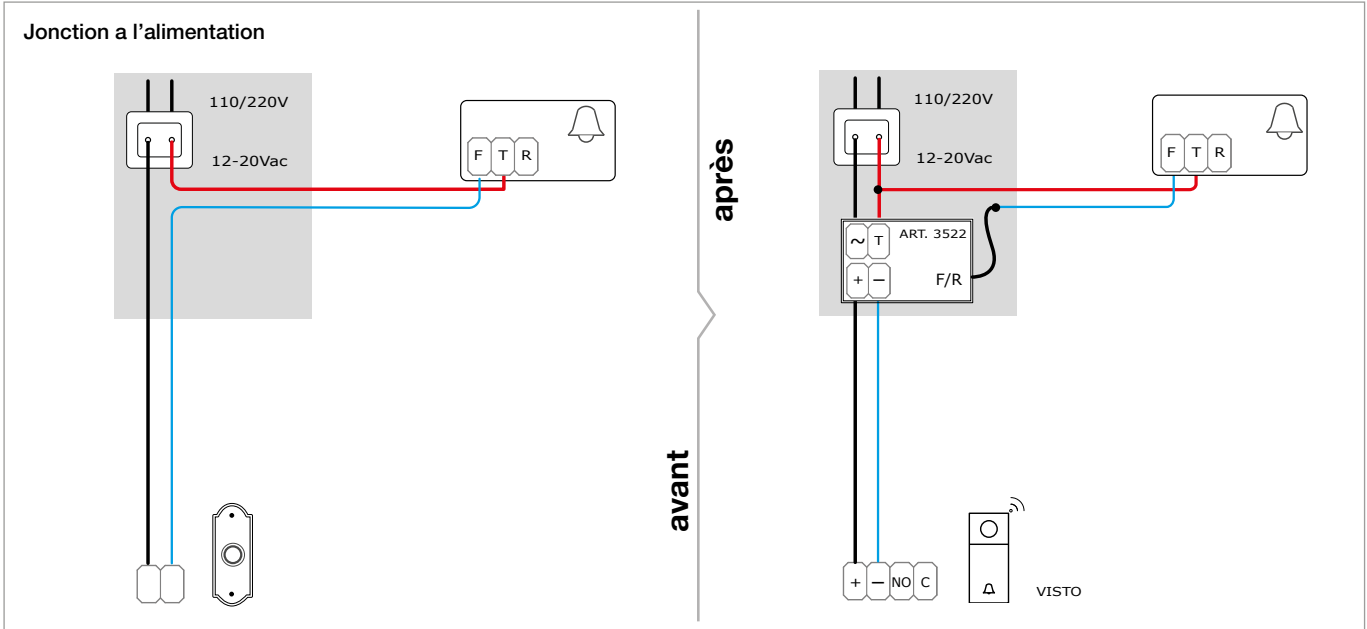 Jonction a l’alimentation
110/220V
12-20Vac
F T R
avant
après
110/220V
12-20Vac
F T R
~ T ART. 3522
+ − F/R
+ − NO C
VISTO